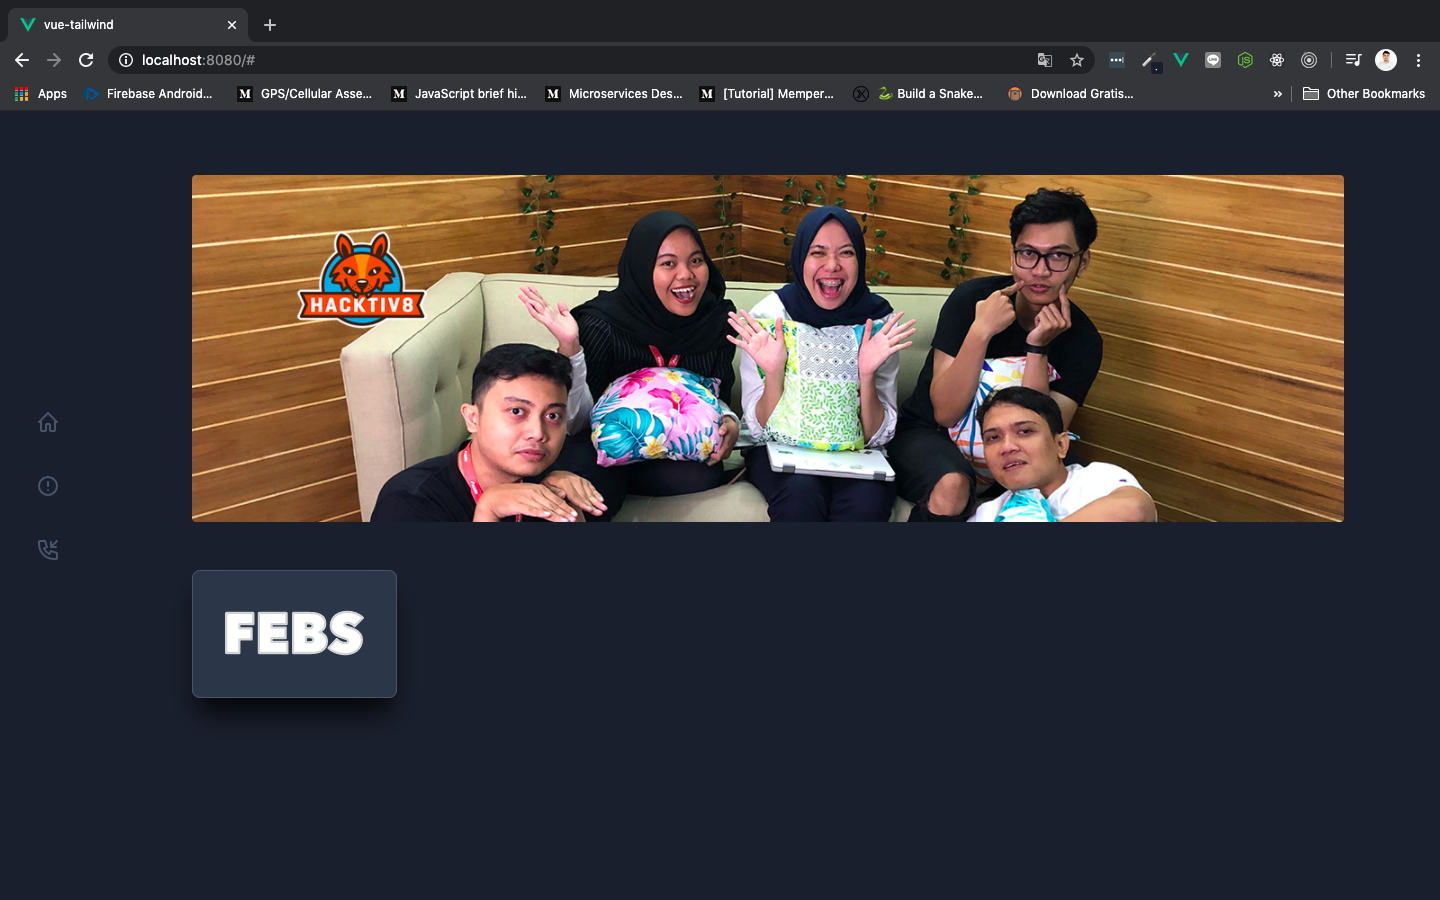 vue-tailwind
localhost:8080/#
Apps
Firebase Android...
GPS/Cellular Asse...
JavaScript brief hi...
Microservices Des...
[Tutorial] Memper...
Build a Snake...
Download Gratis...
»
Other Bookmarks
HACKTIV8
FEBS